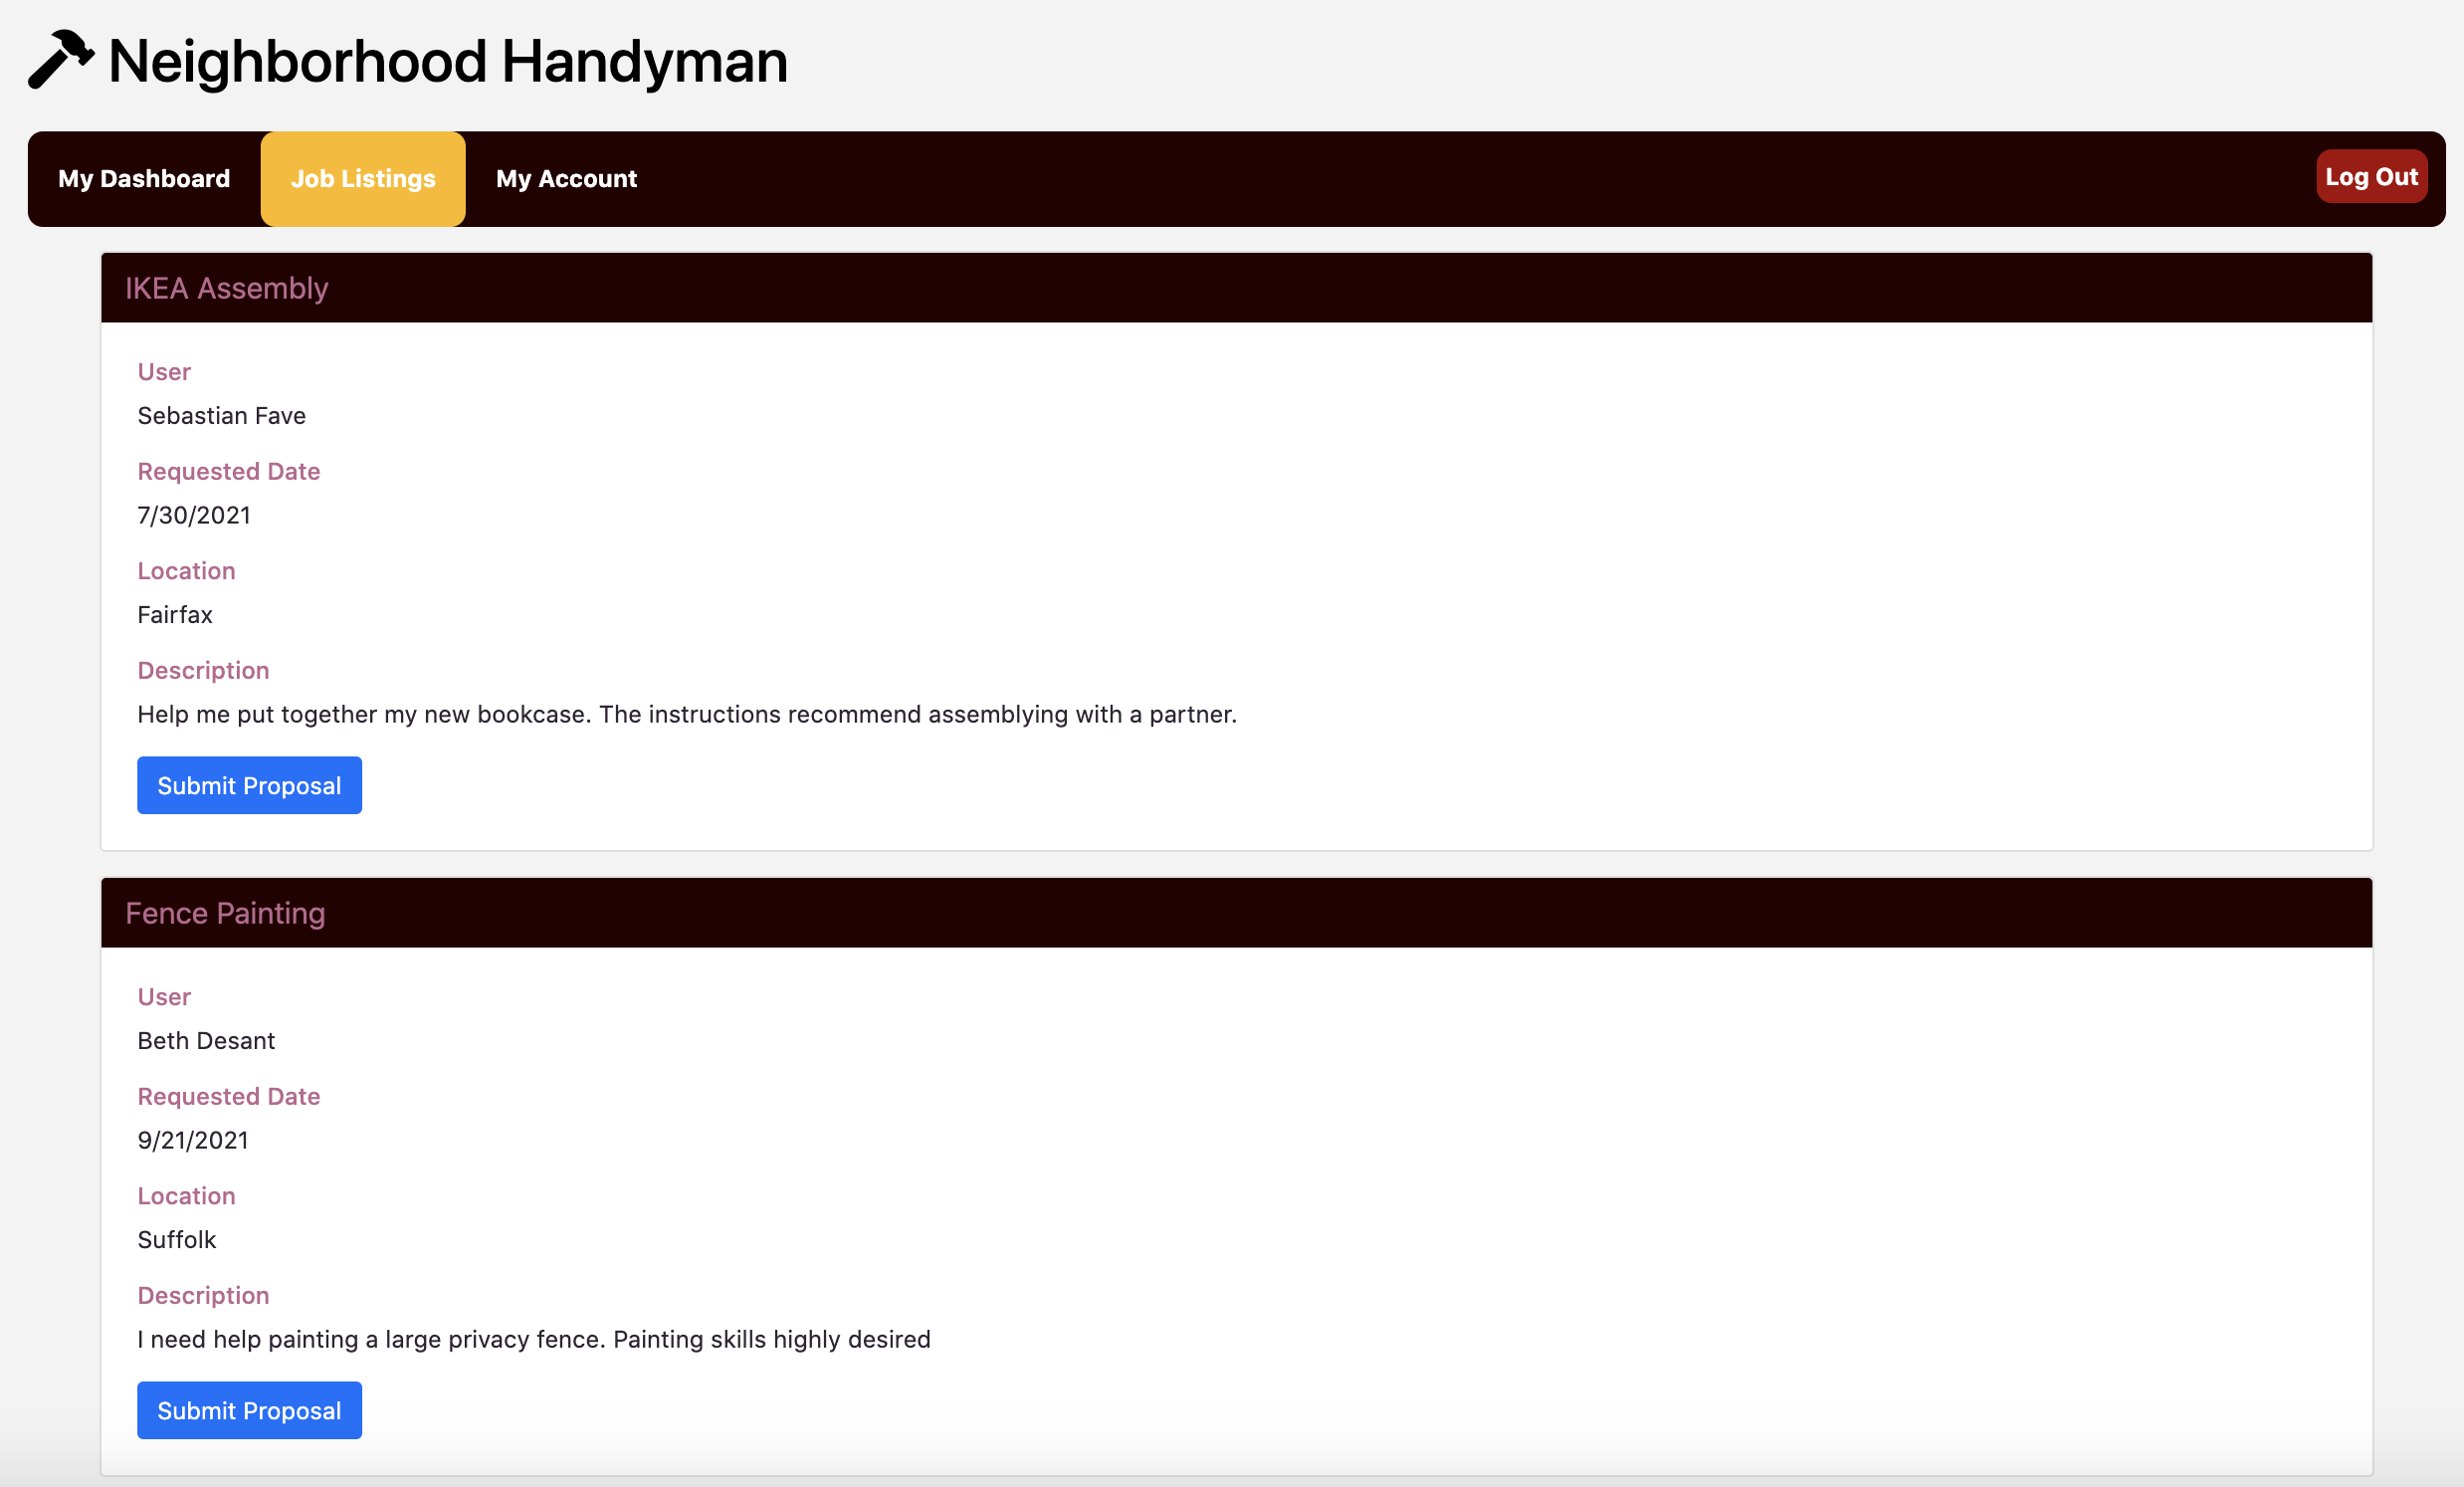 Neighborhood Handyman
My Dashboard Job Listings My Account Log Out
IKEA Assembly
User
Sebastian Fave
Requested Date
7/30/2021
Location
Fairfax
Description
Help me put together my new bookcase. The instructions recommend assemblying with a partner.
Submit Proposal
Fence Painting
User
Beth Desant
Requested Date
9/21/2021
Location
Suffolk
Description
I need help painting a large privacy fence. Painting skills highly desired
Submit Proposal